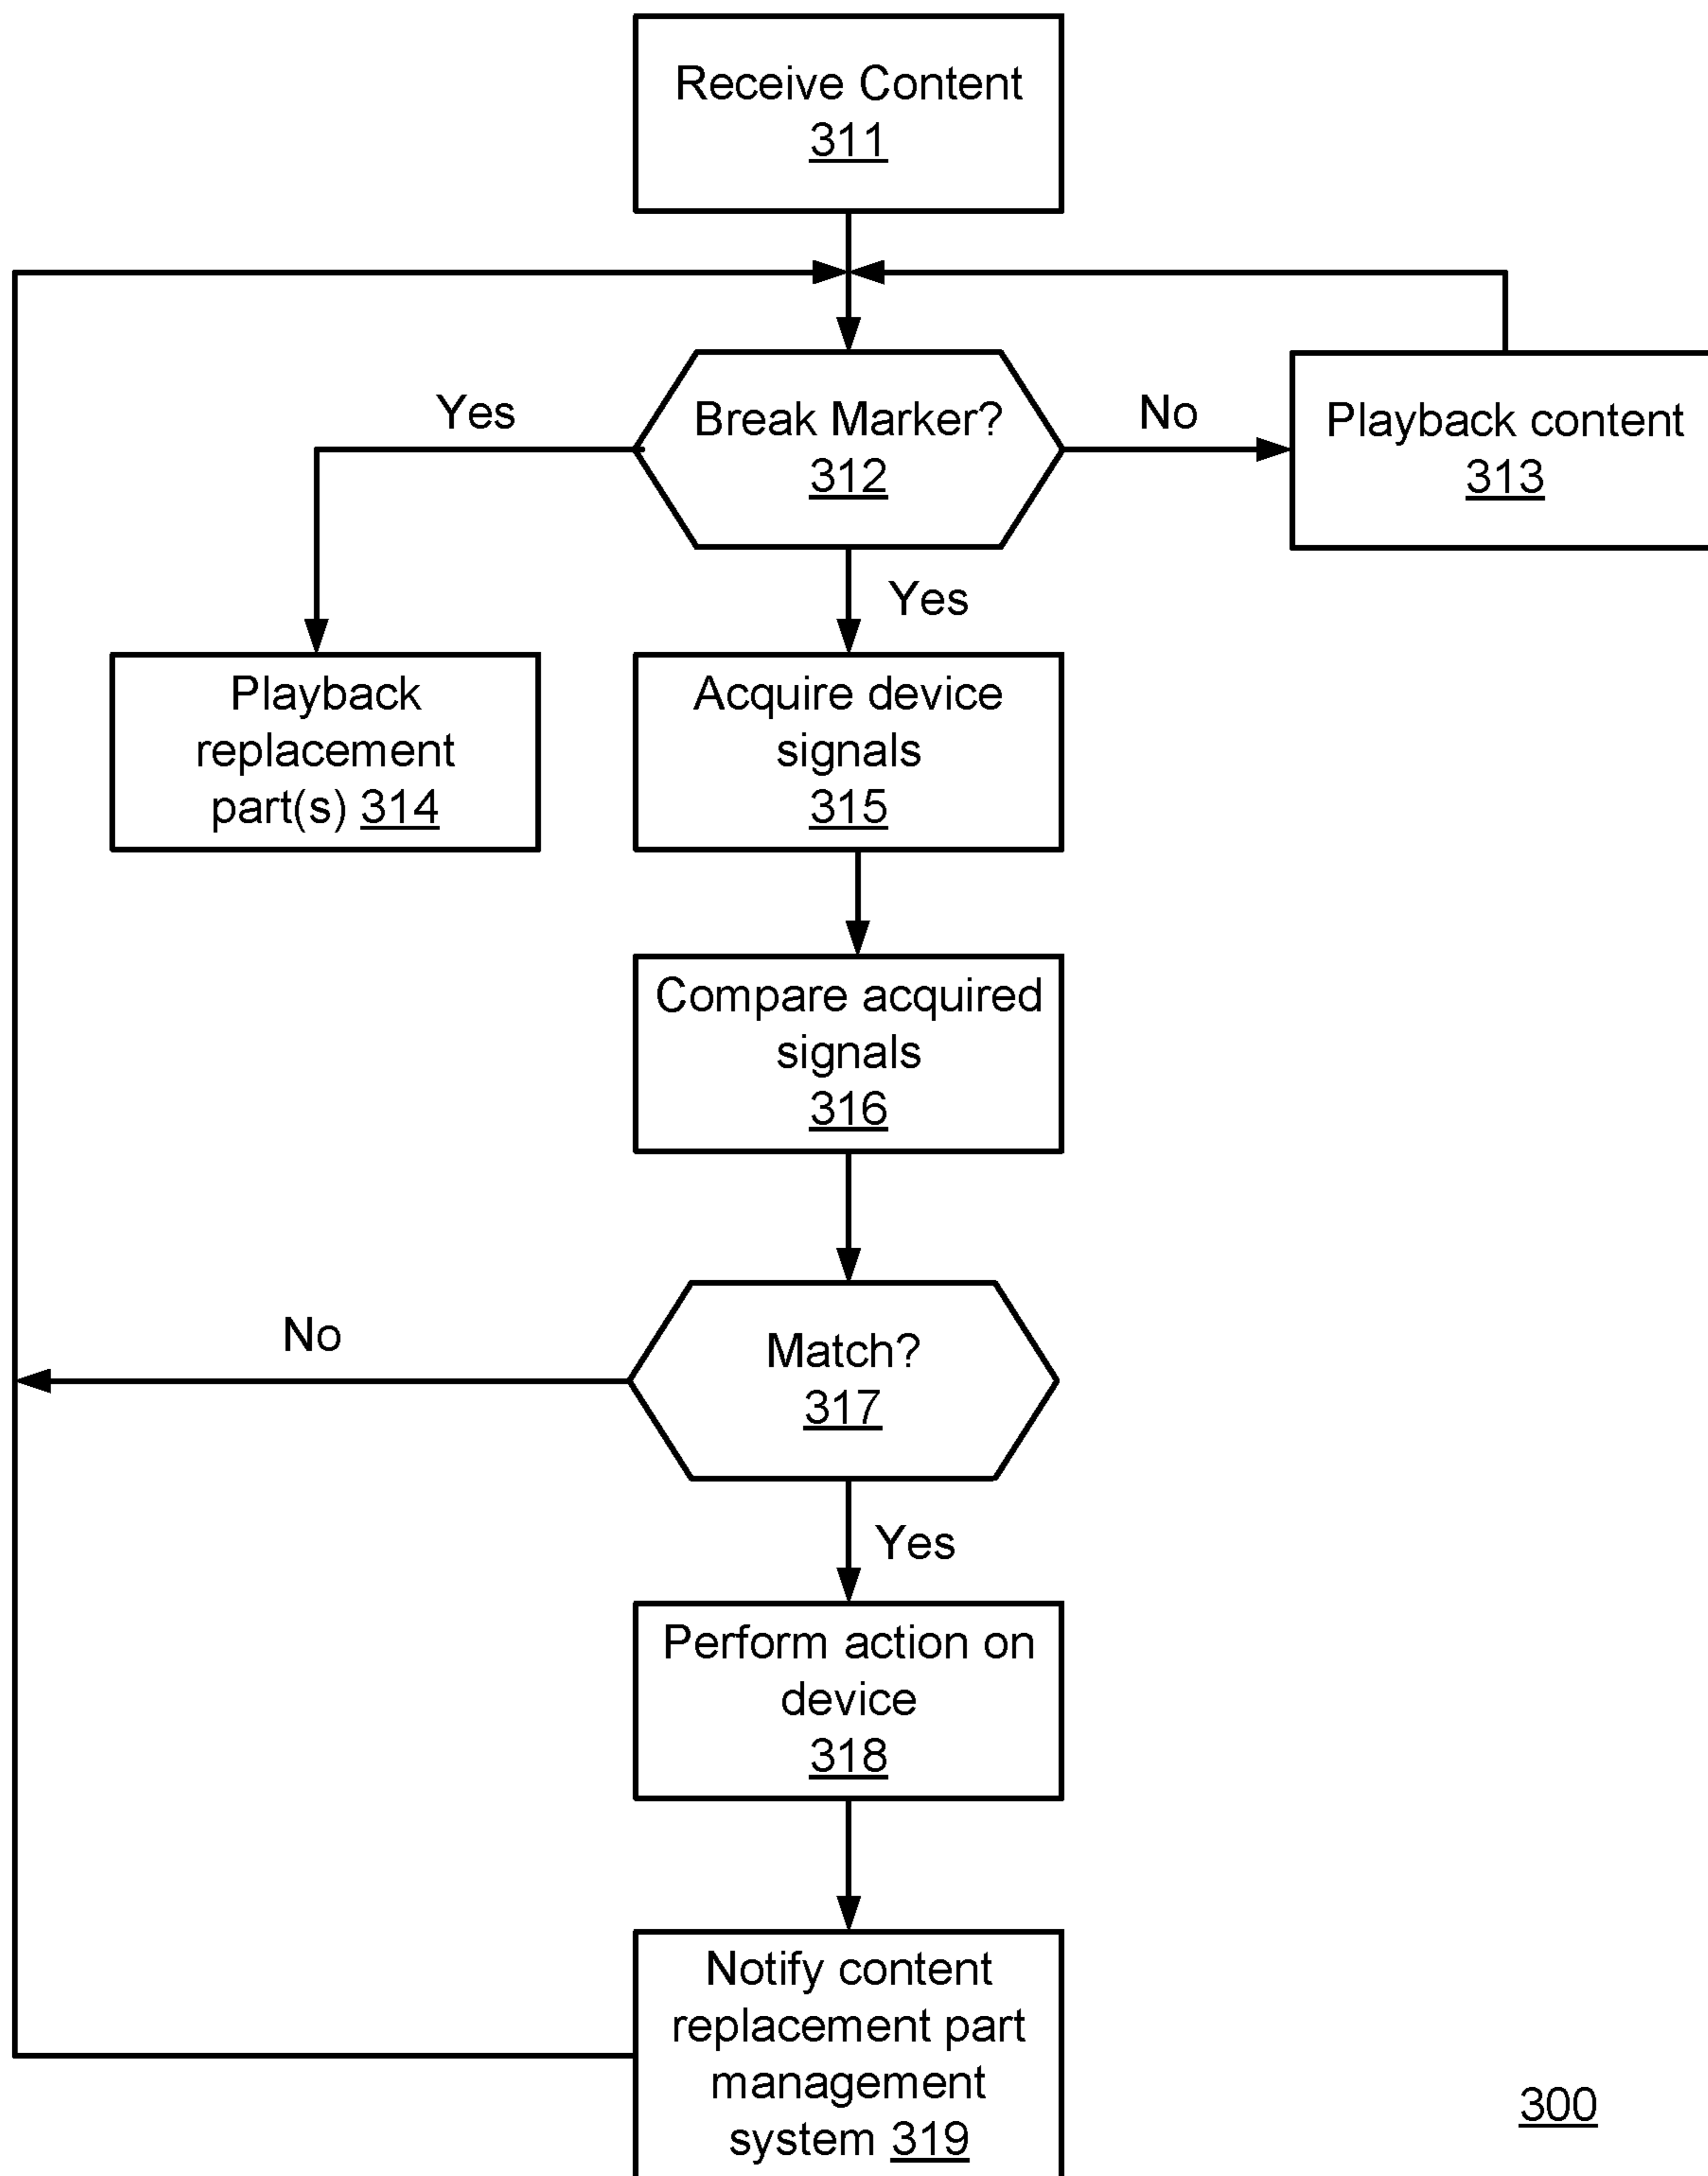 Receive Content
311
Yes
Break Marker?
312
No
Playback content
313
Yes
Playback
replacement
part(s) 314
Acquire device
signals
315
Compare acquired
signals
316
No
Match?
317
Yes
Perform action on
device
318
Notify content
replacement part
management
system 319
300